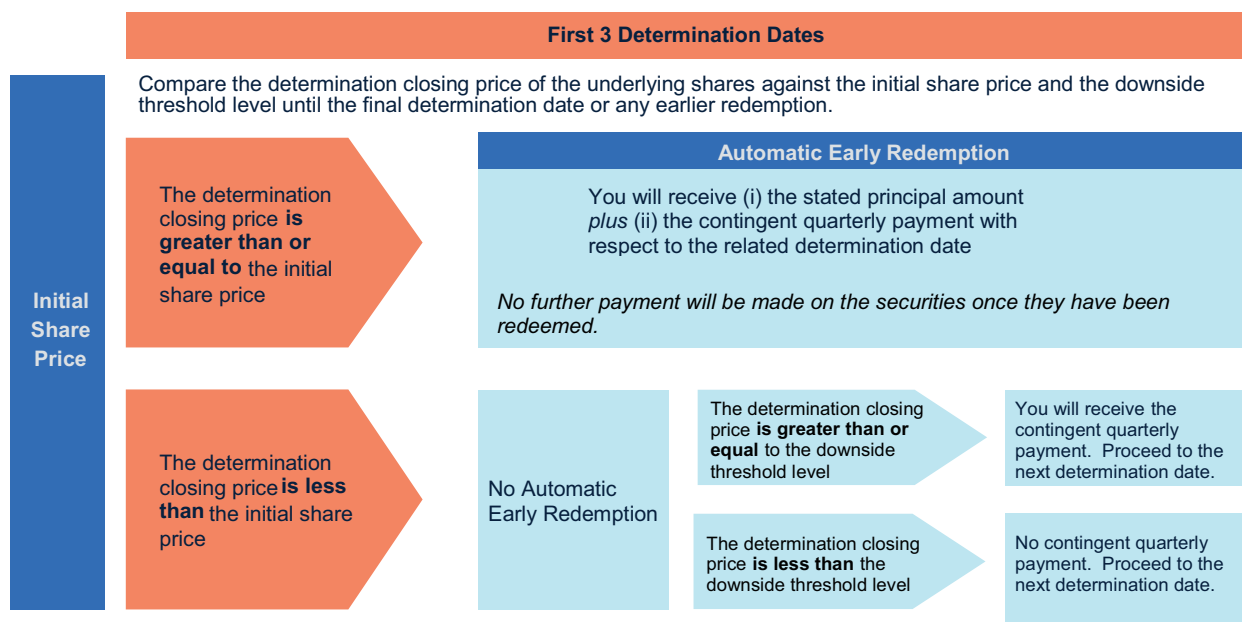 First 3 Determination Dates
Compare the determination closing price of the underlying shares against the initial share price and the downside
threshold level until the final determination date or any earlier redemption.
Initial
Share
Price
The determination
closing price is
greater than or
equal to the initial
share price
Automatic Early Redemption
You will receive (i) the stated principal amount
plus (ii) the contingent quarterly payment with
respect to the related determination date
No further payment will be made on the securities once they have been
redeemed.
The determination
closing price is less
than the initial share
price
No Automatic
Early Redemption
The determination closing
price is greater than or
equal to the downside
threshold level
You will receive the
contingent quarterly
payment. Proceed to the
next determination date.
The determination closing
price is less than the
downside threshold level
No contingent quarterly
payment. Proceed to the
next determination date.